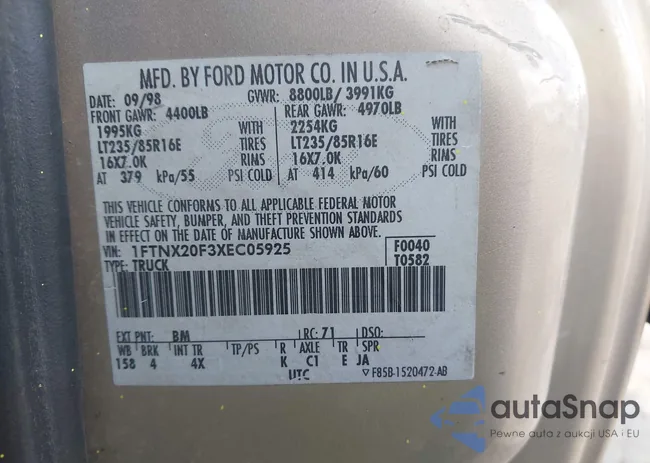 MFD. BY FORD MOTOR CO. IN U.S.A.
DATE: 09/98 GVWR: 8800LB/3991KG
FRONT GAWR: 4400LB REAR GAWR: 4970LB
1995KG WITH 2254KG WITH
LT235/85R16E TIRES LT235/85R16E TIRES
16X7.0K RIMS 16X7.0K RIMS
AT 379 kPa/55 PSI COLD AT 414 kPa/60 PSI COLD
THIS VEHICLE CONFORMS TO ALL APPLICABLE FEDERAL MOTOR
VEHICLE SAFETY, BUMPER, AND THEFT PREVENTION STANDARDS
IN EFFECT ON THE DATE OF MANUFACTURE SHOWN ABOVE.
VIN: 1FTNX20F3XEC05925 F0040
TYPE: TRUCK T0582
EXT PNT: BM RC: 71 DSO:
WB BRK INT TR TP/PS R AXLE TR SPR
158 4 4X K C1 E JA
UTC ▽ F85B-1520472-AB
autaSnap
Pewne auta z aukcji USA i EU